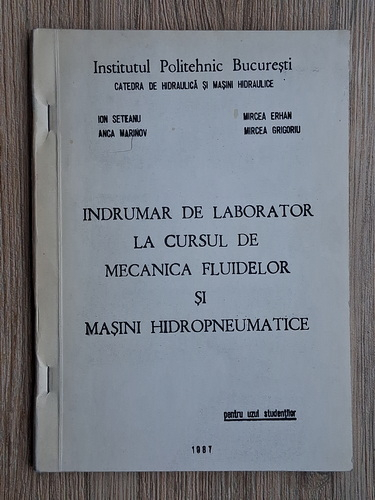 Institutul Politehnic București
CATEDRA DE HIDRAULICĂ ȘI MAȘINI HIDRAULICE
ION SETEANU MIRCEA ERHAN
ANCA MARINOV MIRCEA GRIGORIU
INDRUMAR DE LABORATOR
LA CURSUL DE
MECANICA FLUIDELOR
ȘI
MAȘINI HIDROPNEUMATICE
pentru uzul studenților
1987